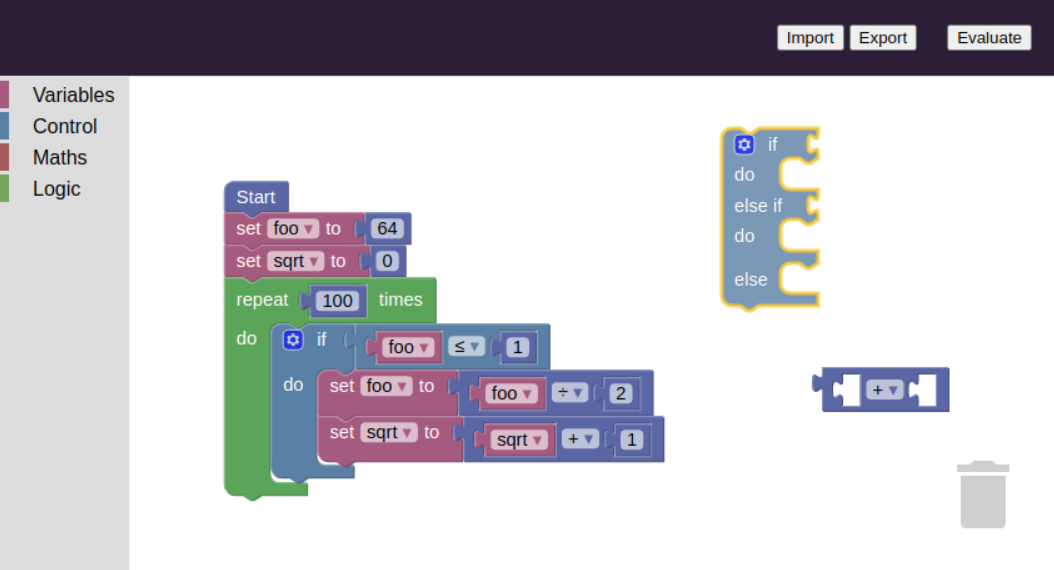 Import Export Evaluate
Variables
Control
Maths
Logic
Start
set foo ▾ to 64
set sqrt ▾ to 0
repeat 100 times
do if foo ▾ ≤ ▾ 1
do set foo ▾ to foo ▾ ÷ ▾ 2
set sqrt ▾ to sqrt ▾ + ▾ 1
if
do
else if
do
else
+ ▾